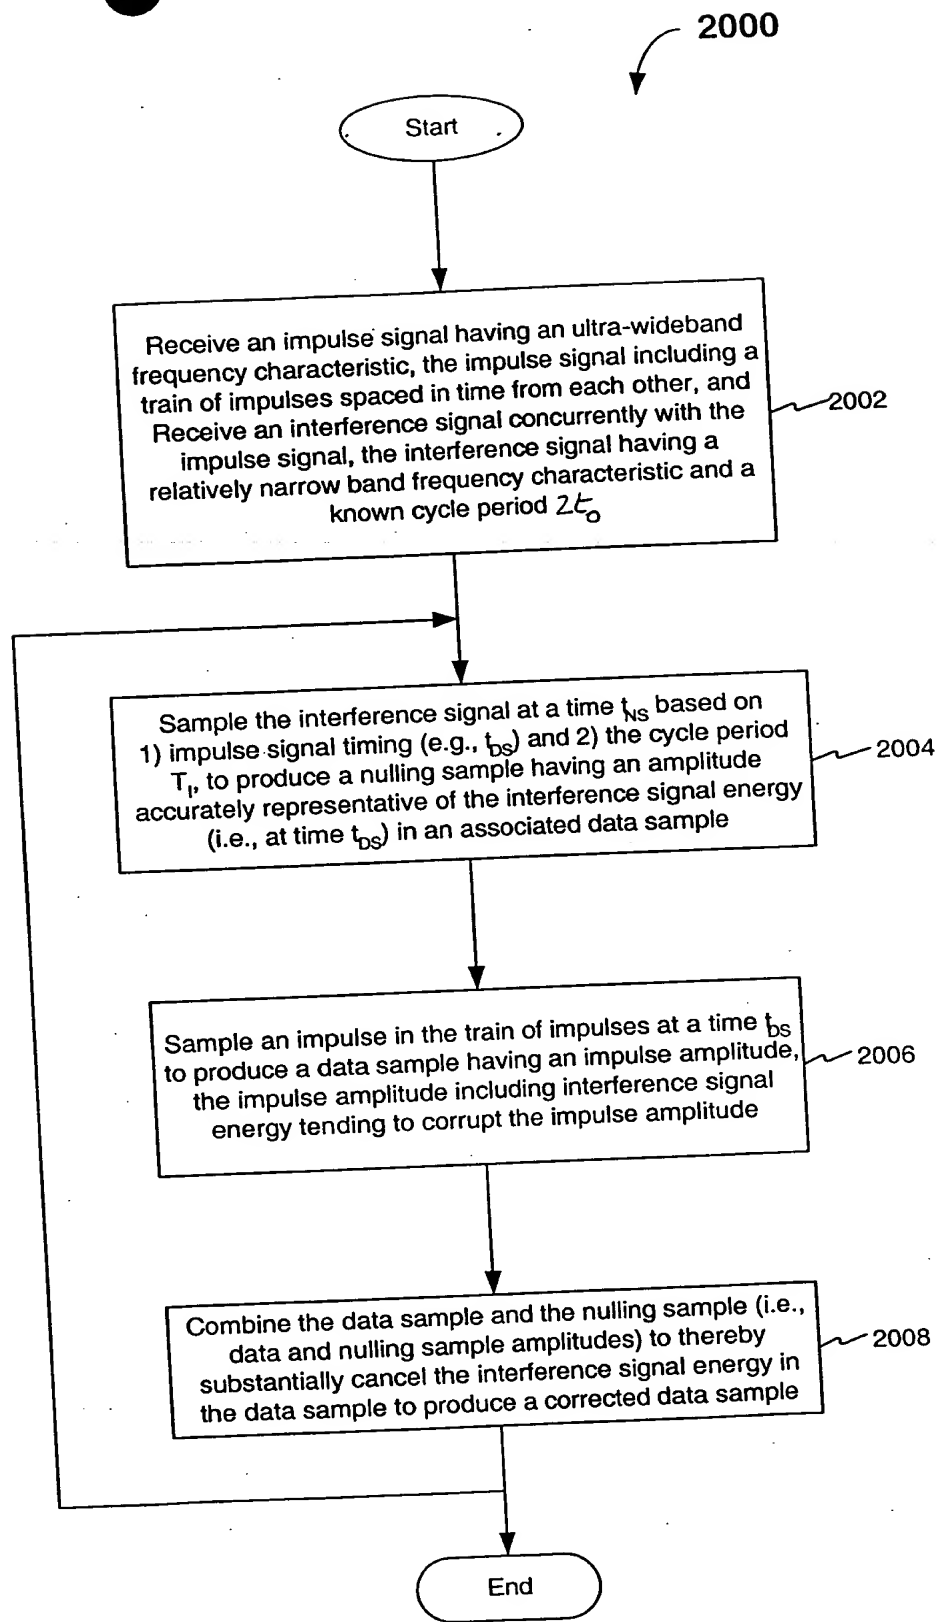 2000
Start
Receive an impulse signal having an ultra-wideband
frequency characteristic, the impulse signal including a
train of impulses spaced in time from each other, and
Receive an interference signal concurrently with the
impulse signal, the interference signal having a
relatively narrow band frequency characteristic and a
known cycle period 2t₀
2002
Sample the interference signal at a time tNS based on
1) impulse signal timing (e.g., tDS) and 2) the cycle period
TI, to produce a nulling sample having an amplitude
accurately representative of the interference signal energy
(i.e., at time tDS) in an associated data sample
2004
Sample an impulse in the train of impulses at a time tDS
to produce a data sample having an impulse amplitude,
the impulse amplitude including interference signal
energy tending to corrupt the impulse amplitude
2006
Combine the data sample and the nulling sample (i.e.,
data and nulling sample amplitudes) to thereby
substantially cancel the interference signal energy in
the data sample to produce a corrected data sample
2008
End